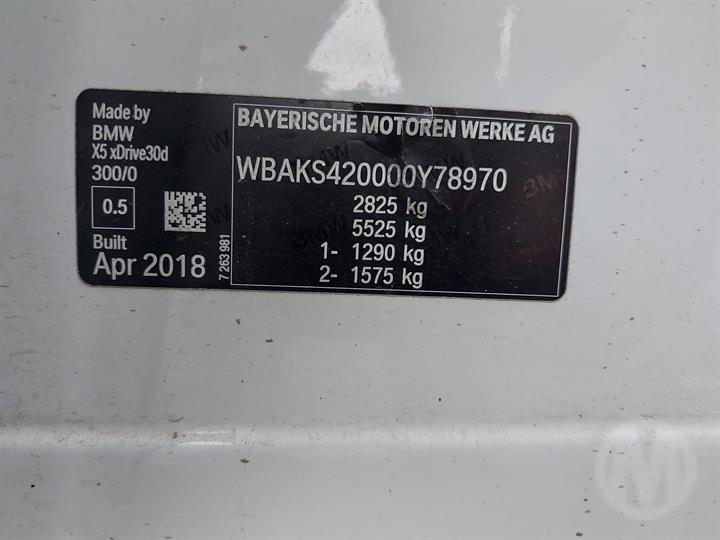 Made by
BMW
X5 xDrive30d
300/0
0.5
Built
Apr 2018
7 263 981
BAYERISCHE MOTOREN WERKE AG
WBAKS420000Y78970
2825 kg
5525 kg
1- 1290 kg
2- 1575 kg
M